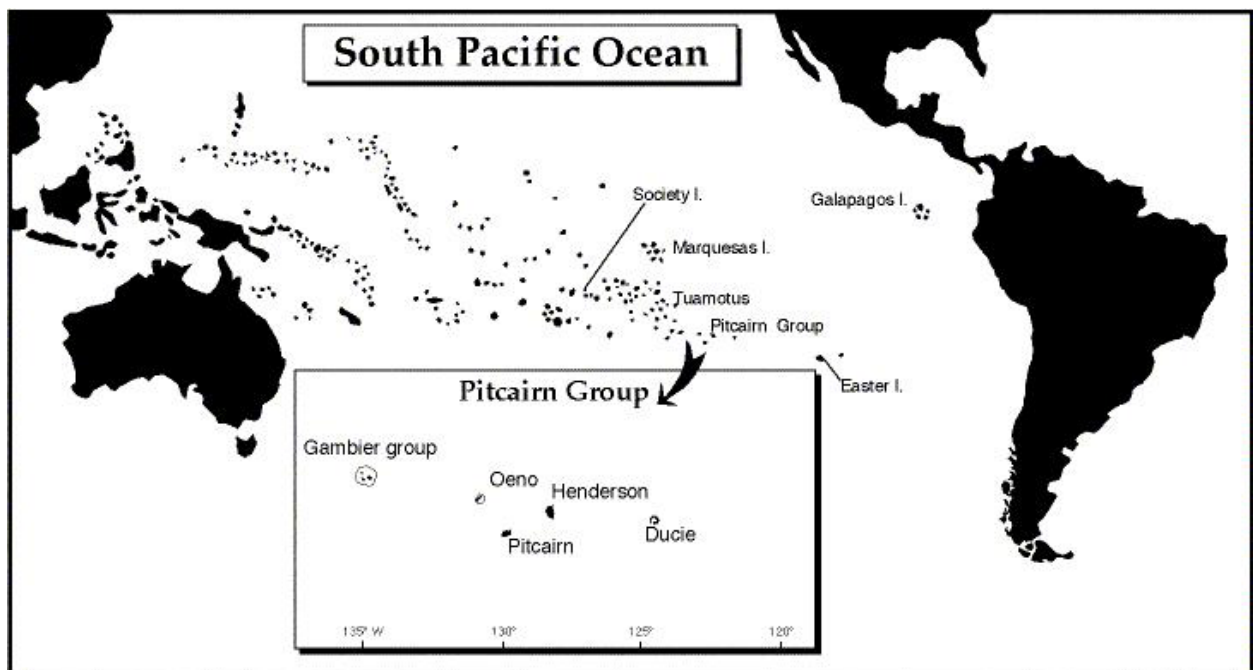 South Pacific Ocean
Society I.
Galapagos I.
Marquesas I.
Tuamotus
Pitcairn Group
Easter I.
Pitcairn Group
Gambier group
Oeno
Henderson
Ducie
Pitcairn
135° W
130°
125°
120°